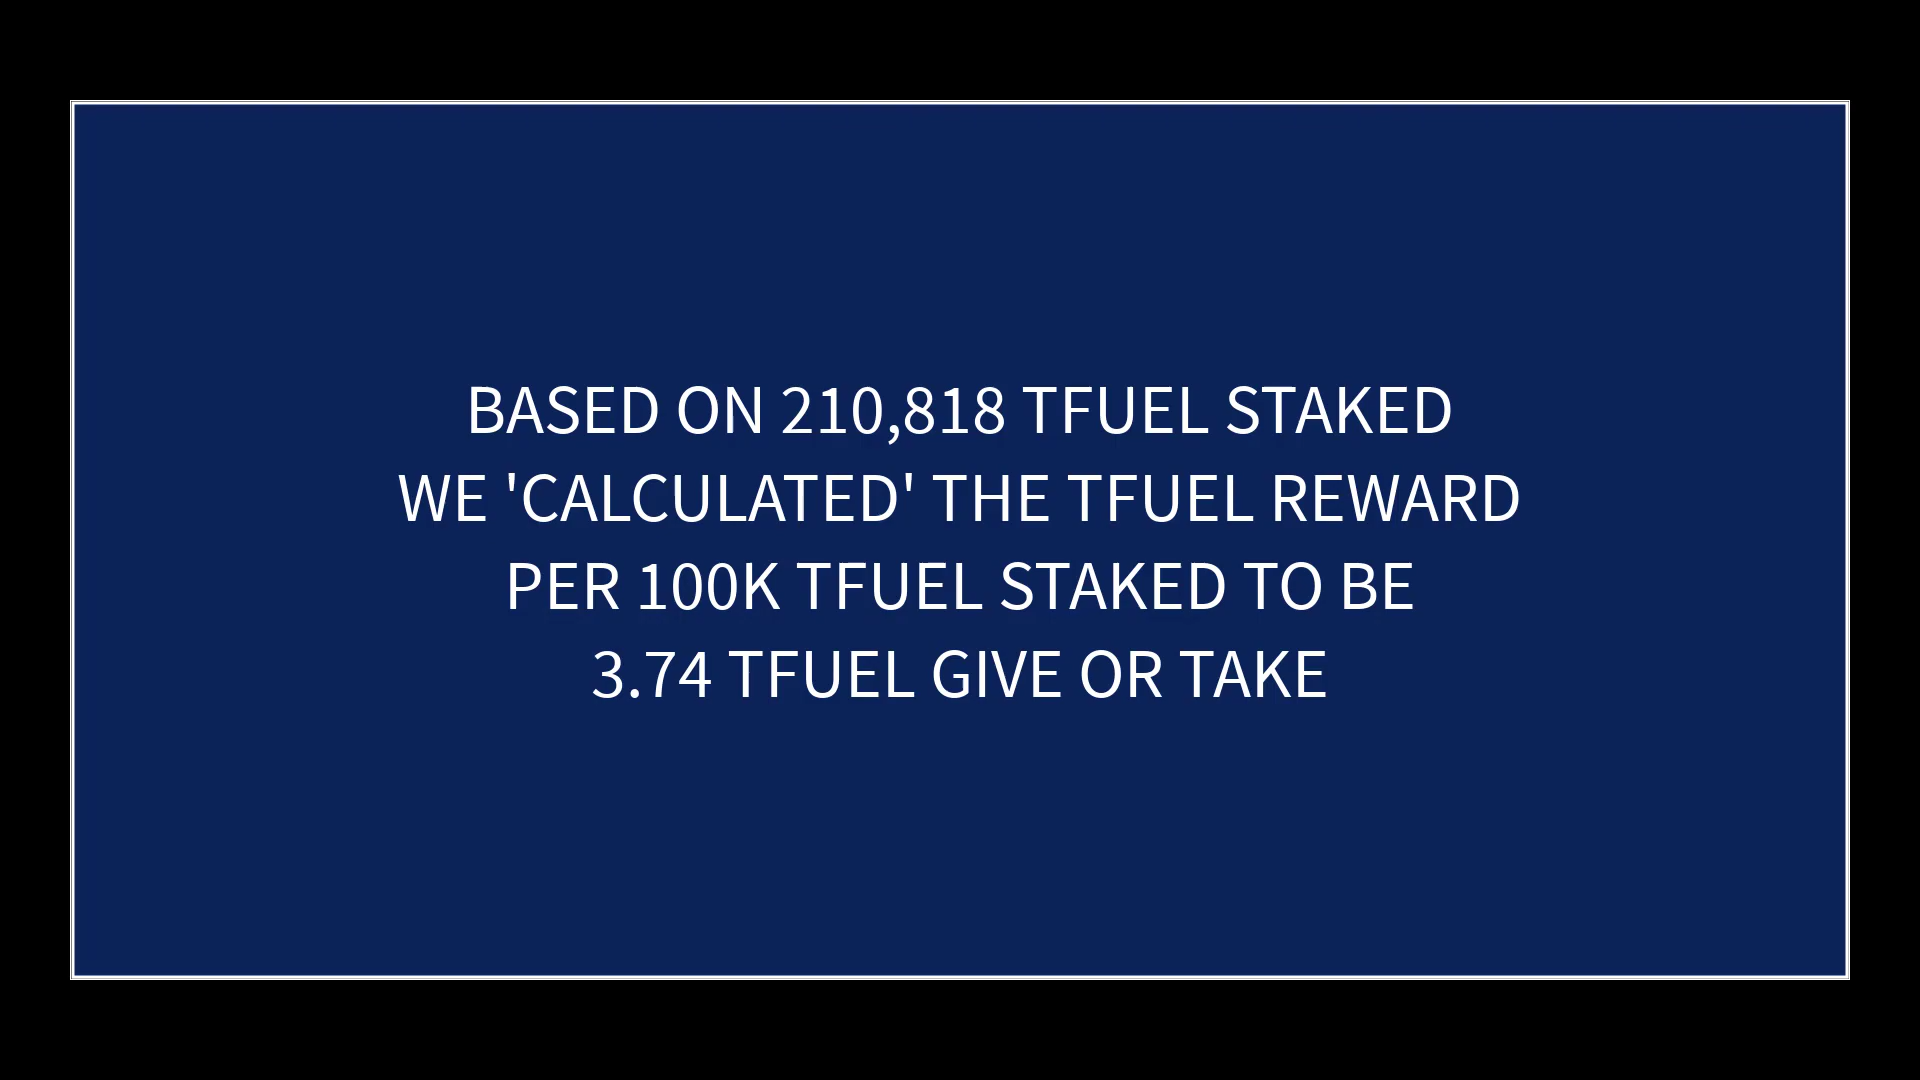 BASED ON 210,818 TFUEL STAKED
WE 'CALCULATED' THE TFUEL REWARD
PER 100K TFUEL STAKED TO BE
3.74 TFUEL GIVE OR TAKE